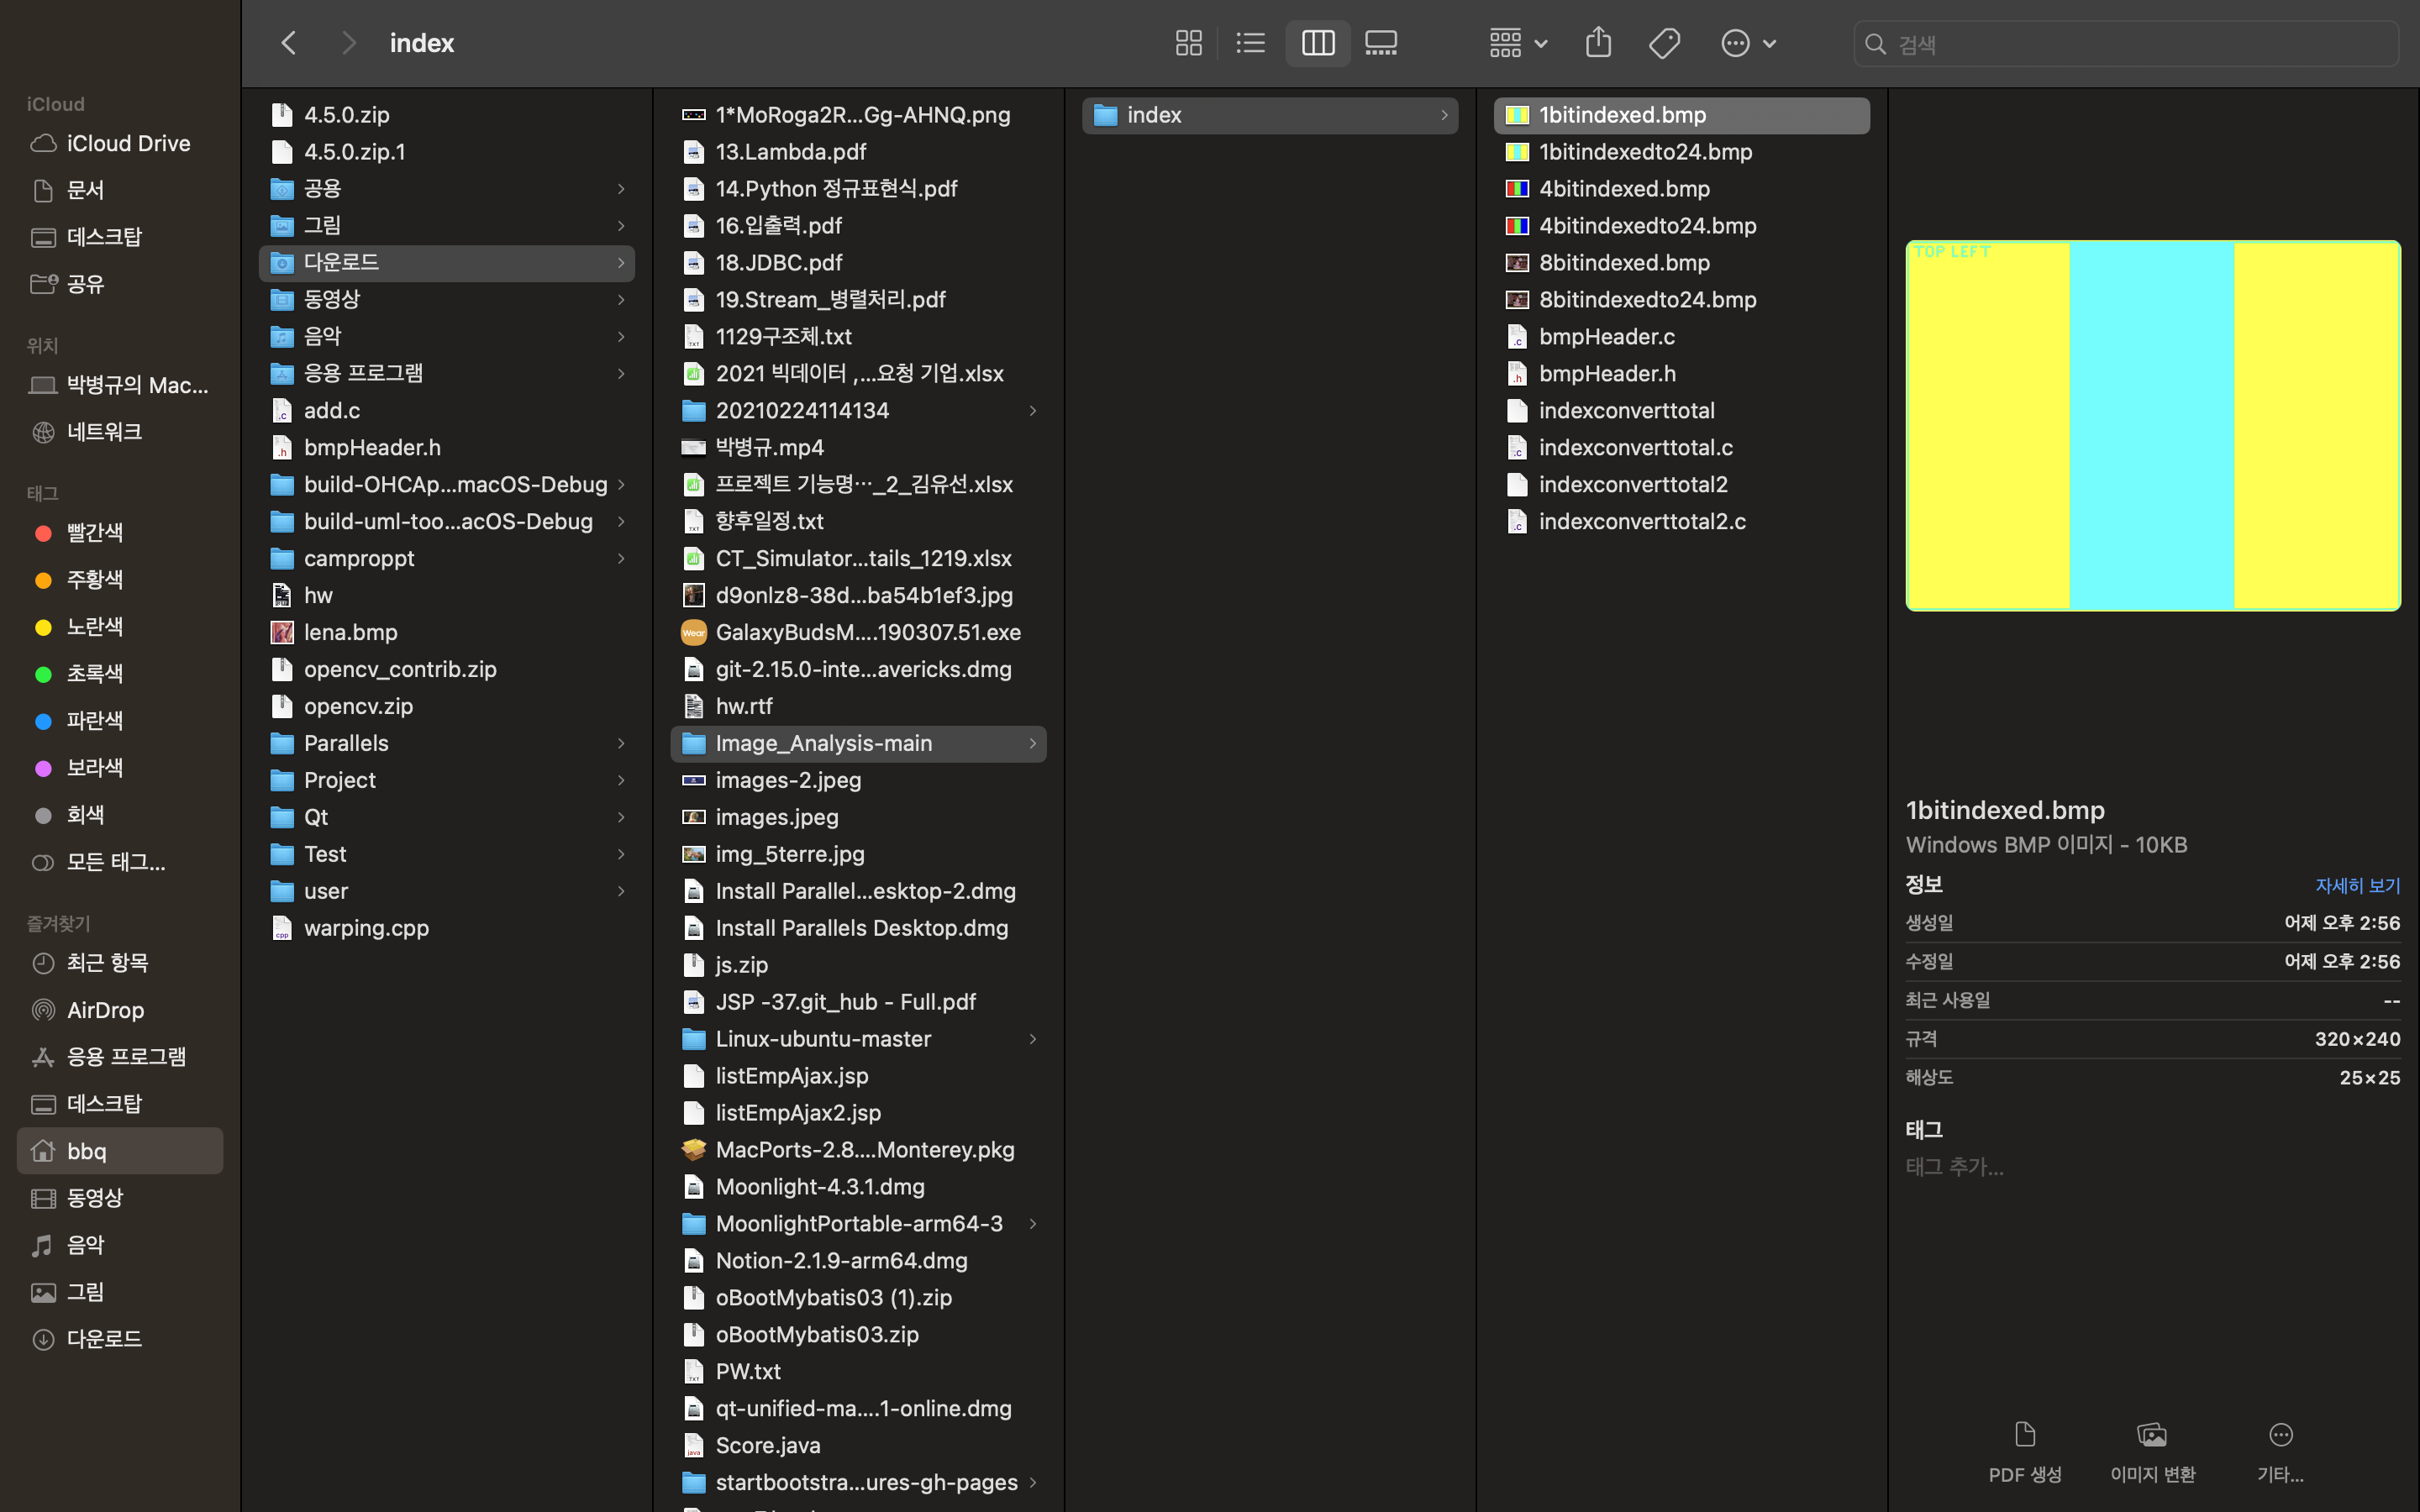 index
검색
iCloud
iCloud Drive
문서
데스크탑
공유
위치
박병규의 Mac...
네트워크
태그
빨간색
주황색
노란색
초록색
파란색
보라색
회색
모든 태그...
즐겨찾기
최근 항목
AirDrop
응용 프로그램
데스크탑
bbq
동영상
음악
그림
다운로드
4.5.0.zip
4.5.0.zip.1
공용
그림
다운로드
동영상
음악
응용 프로그램
add.c
bmpHeader.h
build-OHCAp...macOS-Debug
build-uml-too...acOS-Debug
camproppt
hw
lena.bmp
opencv_contrib.zip
opencv.zip
Parallels
Project
Qt
Test
user
warping.cpp
1*MoRoga2R...Gg-AHNQ.png
13.Lambda.pdf
14.Python 정규표현식.pdf
16.입출력.pdf
18.JDBC.pdf
19.Stream_병렬처리.pdf
1129구조체.txt
2021 빅데이터 ,...요청 기업.xlsx
20210224114134
박병규.mp4
프로젝트 기능명..._2_김유선.xlsx
향후일정.txt
CT_Simulator...tails_1219.xlsx
d9onlz8-38d...ba54b1ef3.jpg
GalaxyBudsM....190307.51.exe
git-2.15.0-inte...avericks.dmg
hw.rtf
Image_Analysis-main
images-2.jpeg
images.jpeg
img_5terre.jpg
Install Parallel...esktop-2.dmg
Install Parallels Desktop.dmg
js.zip
JSP -37.git_hub - Full.pdf
Linux-ubuntu-master
listEmpAjax.jsp
listEmpAjax2.jsp
MacPorts-2.8....Monterey.pkg
Moonlight-4.3.1.dmg
MoonlightPortable-arm64-3
Notion-2.1.9-arm64.dmg
oBootMybatis03 (1).zip
oBootMybatis03.zip
PW.txt
qt-unified-ma....1-online.dmg
Score.java
startbootstra...ures-gh-pages
index
1bitindexed.bmp
1bitindexedto24.bmp
4bitindexed.bmp
4bitindexedto24.bmp
8bitindexed.bmp
8bitindexedto24.bmp
bmpHeader.c
bmpHeader.h
indexconverttotal
indexconverttotal.c
indexconverttotal2
indexconverttotal2.c
TOP LEFT
1bitindexed.bmp
Windows BMP 이미지 - 10KB
정보 자세히 보기
생성일 어제 오후 2:56
수정일 어제 오후 2:56
최근 사용일 --
규격 320×240
해상도 25×25
태그
태그 추가...
PDF 생성
이미지 변환
기타...